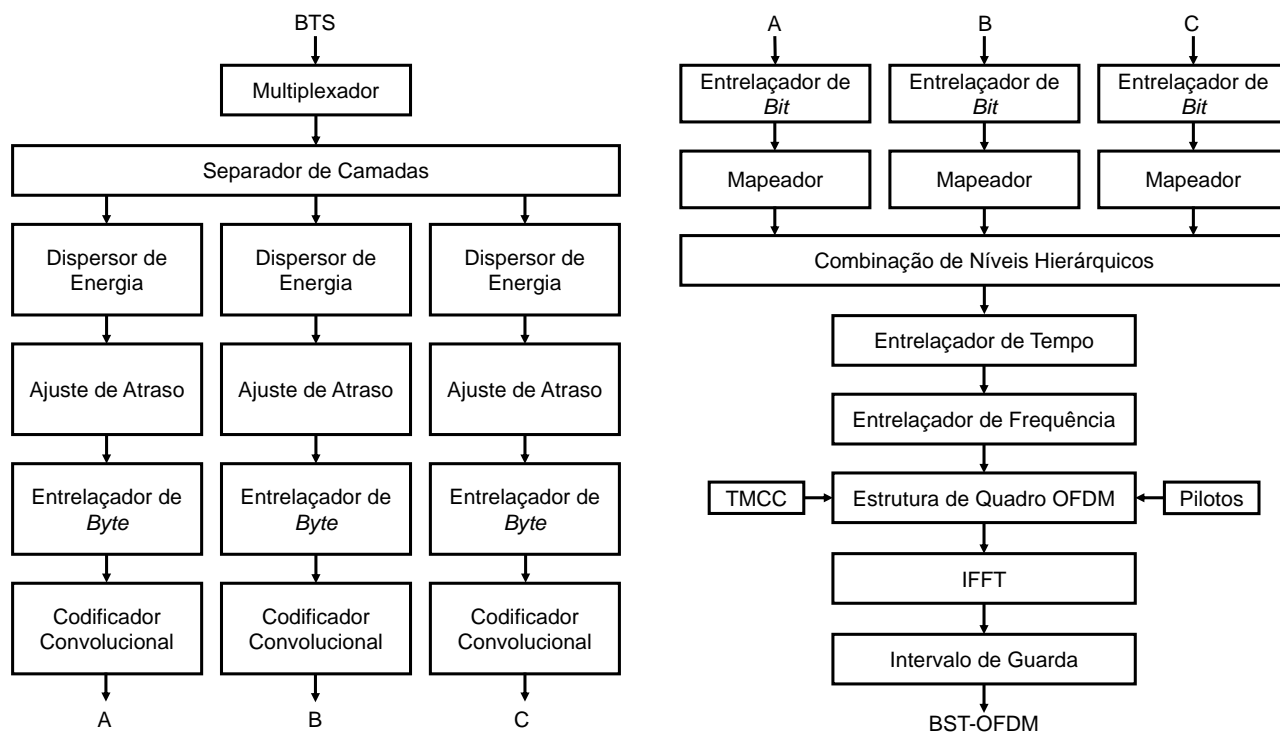 BTS
Multiplexador
Separador de Camadas
Dispersor de
Energia
Dispersor de
Energia
Dispersor de
Energia
Ajuste de Atraso
Ajuste de Atraso
Ajuste de Atraso
Entrelaçador de
Byte
Entrelaçador de
Byte
Entrelaçador de
Byte
Codificador
Convolucional
Codificador
Convolucional
Codificador
Convolucional
A
B
C
A
B
C
Entrelaçador de
Bit
Entrelaçador de
Bit
Entrelaçador de
Bit
Mapeador
Mapeador
Mapeador
Combinação de Níveis Hierárquicos
Entrelaçador de Tempo
Entrelaçador de Frequência
TMCC
Estrutura de Quadro OFDM
Pilotos
IFFT
Intervalo de Guarda
BST-OFDM